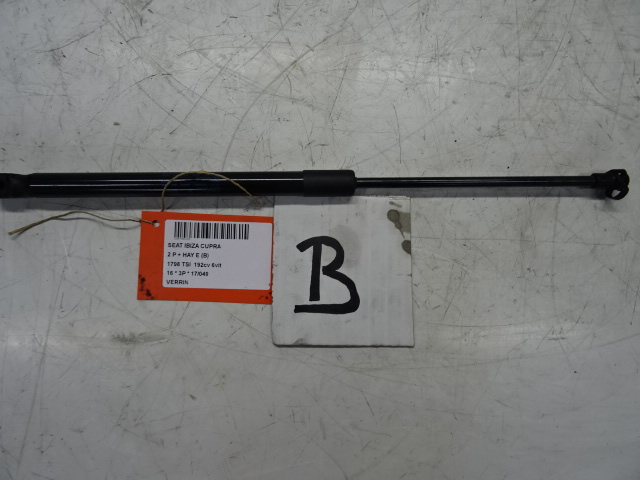 SEAT IBIZA CUPRA
2 P + HAY E (B)
1798 TSI 192cv 6vit
16 * 3P * 17/048
VERRIN
B